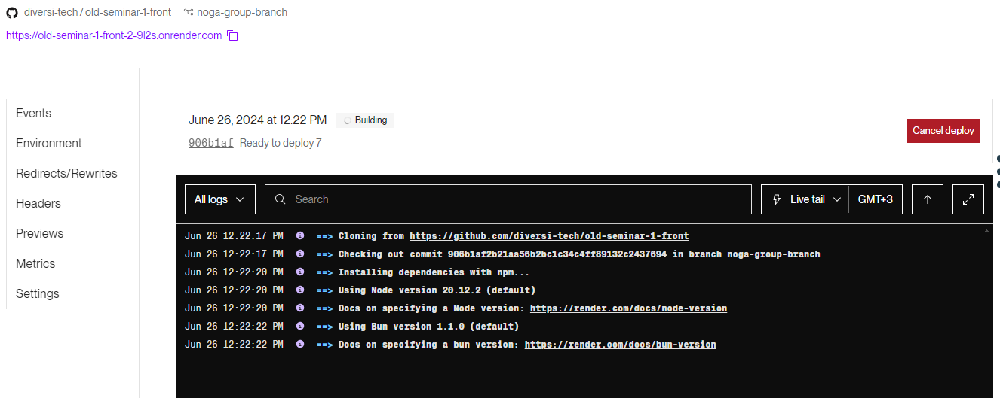 diversi-tech / old-seminar-1-front noga-group-branch
https://old-seminar-1-front-2-9l2s.onrender.com
Events
Environment
Redirects/Rewrites
Headers
Previews
Metrics
Settings
June 26, 2024 at 12:22 PM Building
906b1af Ready to deploy 7
Cancel deploy
All logs Search Live tail GMT+3
Jun 26 12:22:17 PM ==> Cloning from https://github.com/diversi-tech/old-seminar-1-front
Jun 26 12:22:17 PM ==> Checking out commit 906b1af2b21aa56b2bc1c34c4ff89132c2437694 in branch noga-group-branch
Jun 26 12:22:20 PM ==> Installing dependencies with npm...
Jun 26 12:22:20 PM ==> Using Node version 20.12.2 (default)
Jun 26 12:22:20 PM ==> Docs on specifying a Node version: https://render.com/docs/node-version
Jun 26 12:22:22 PM ==> Using Bun version 1.1.0 (default)
Jun 26 12:22:22 PM ==> Docs on specifying a bun version: https://render.com/docs/bun-version